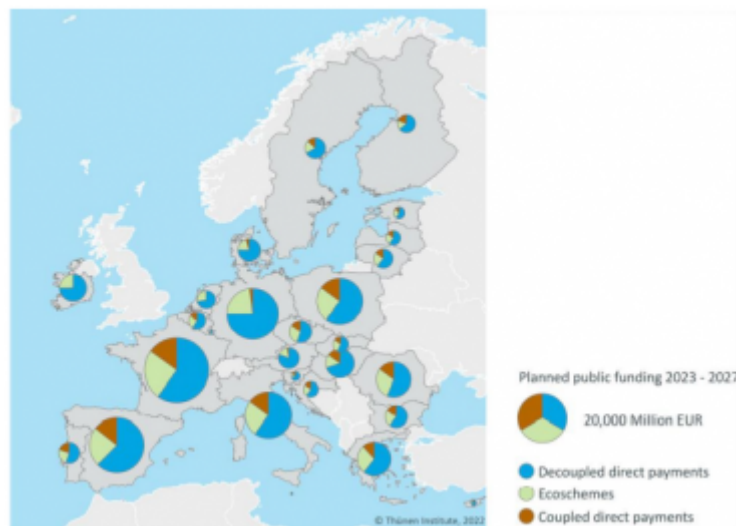 Planned public funding 2023 - 2027
20,000 Million EUR
Decoupled direct payments
Ecoschemes
Coupled direct payments
© Thünen Institute, 2022